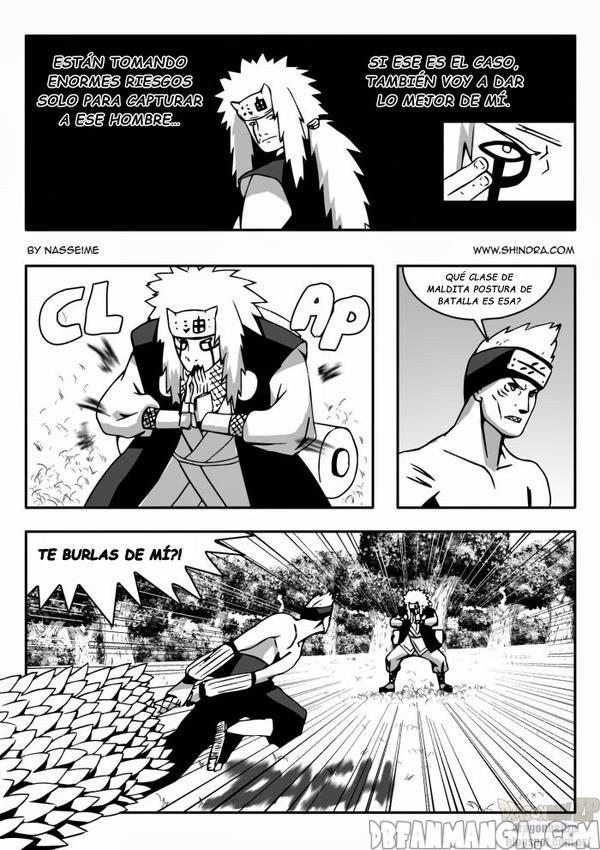 ESTÁN TOMANDO
ENORMES RIESGOS
SOLO PARA CAPTURAR
A ESE HOMBRE...
SI ESE ES EL CASO,
TAMBIÉN VOY A DAR
LO MEJOR DE MÍ.
BY NASSEIME
WWW.SHINDRA.COM
CL
AP
QUÉ CLASE DE
MALDITA POSTURA DE
BATALLA ES ESA?
TE BURLAS DE MÍ?!
DBFANMANGA.COM